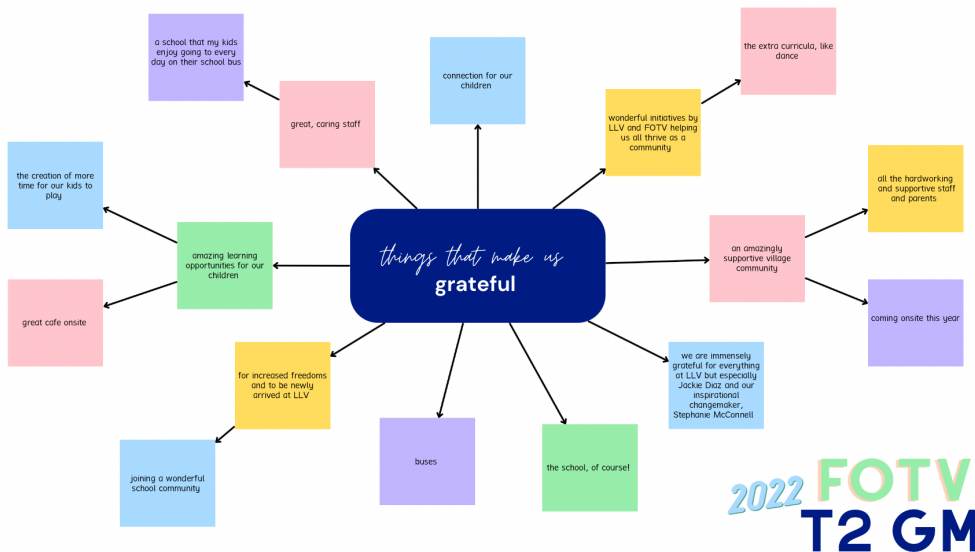 a school that my kids
enjoy going to every
day on their school bus
great, caring staff
connection for our
children
wonderful initiatives by
LLV and FOTV helping
us all thrive as a
community
the extra curricula, like
dance
the creation of more
time for our kids to
play
amazing learning
opportunities for our
children
great cafe onsite
things that make us
grateful
an amazingly
supportive village
community
all the hardworking
and supportive staff
and parents
coming onsite this year
for increased freedoms
and to be newly
arrived at LLV
joining a wonderful
school community
buses
the school, of course!
we are immensely
grateful for everything
at LLV but especially
Jackie Diaz and our
inspirational
changemaker,
Stephanie McConnell
2022 FOTV
T2 GM